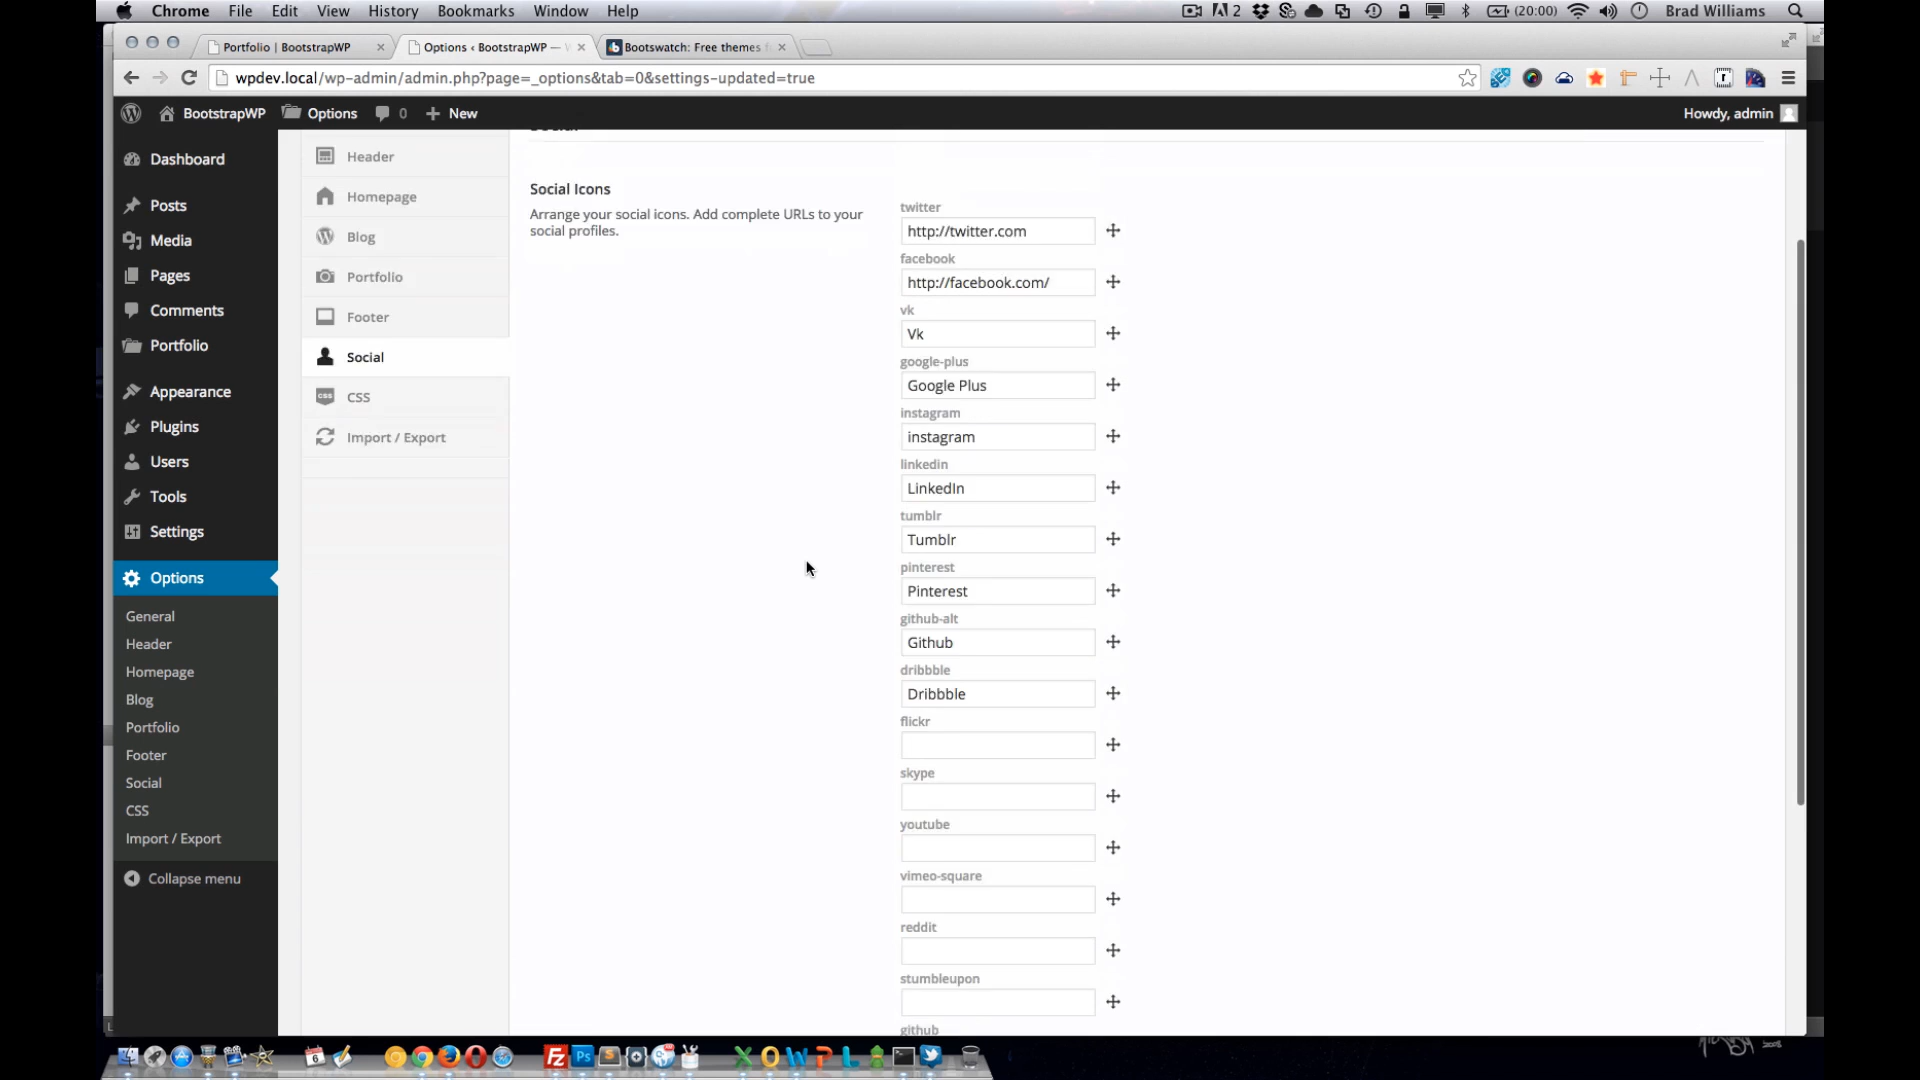 Chrome File Edit View History Bookmarks Window Help 2 (20:00) Brad Williams
Portfolio | BootstrapWP Options ‹ BootstrapWP — Bootswatch: Free themes
wpdev.local/wp-admin/admin.php?page=_options&tab=0&settings-updated=true
BootstrapWP Options 0 New Howdy, admin
Dashboard
Posts
Media
Pages
Comments
Portfolio
Appearance
Plugins
Users
Tools
Settings
Options
General
Header
Homepage
Blog
Portfolio
Footer
Social
CSS
Import / Export
Collapse menu
Header
Homepage
Blog
Portfolio
Footer
Social
CSS
CSS
Import / Export
Social
Social Icons
Arrange your social icons. Add complete URLs to your
social profiles.
twitter
http://twitter.com
facebook
http://facebook.com/
vk
Vk
google-plus
Google Plus
instagram
instagram
linkedin
LinkedIn
tumblr
Tumblr
pinterest
Pinterest
github-alt
Github
dribbble
Dribbble
flickr
skype
youtube
vimeo-square
reddit
stumbleupon
github